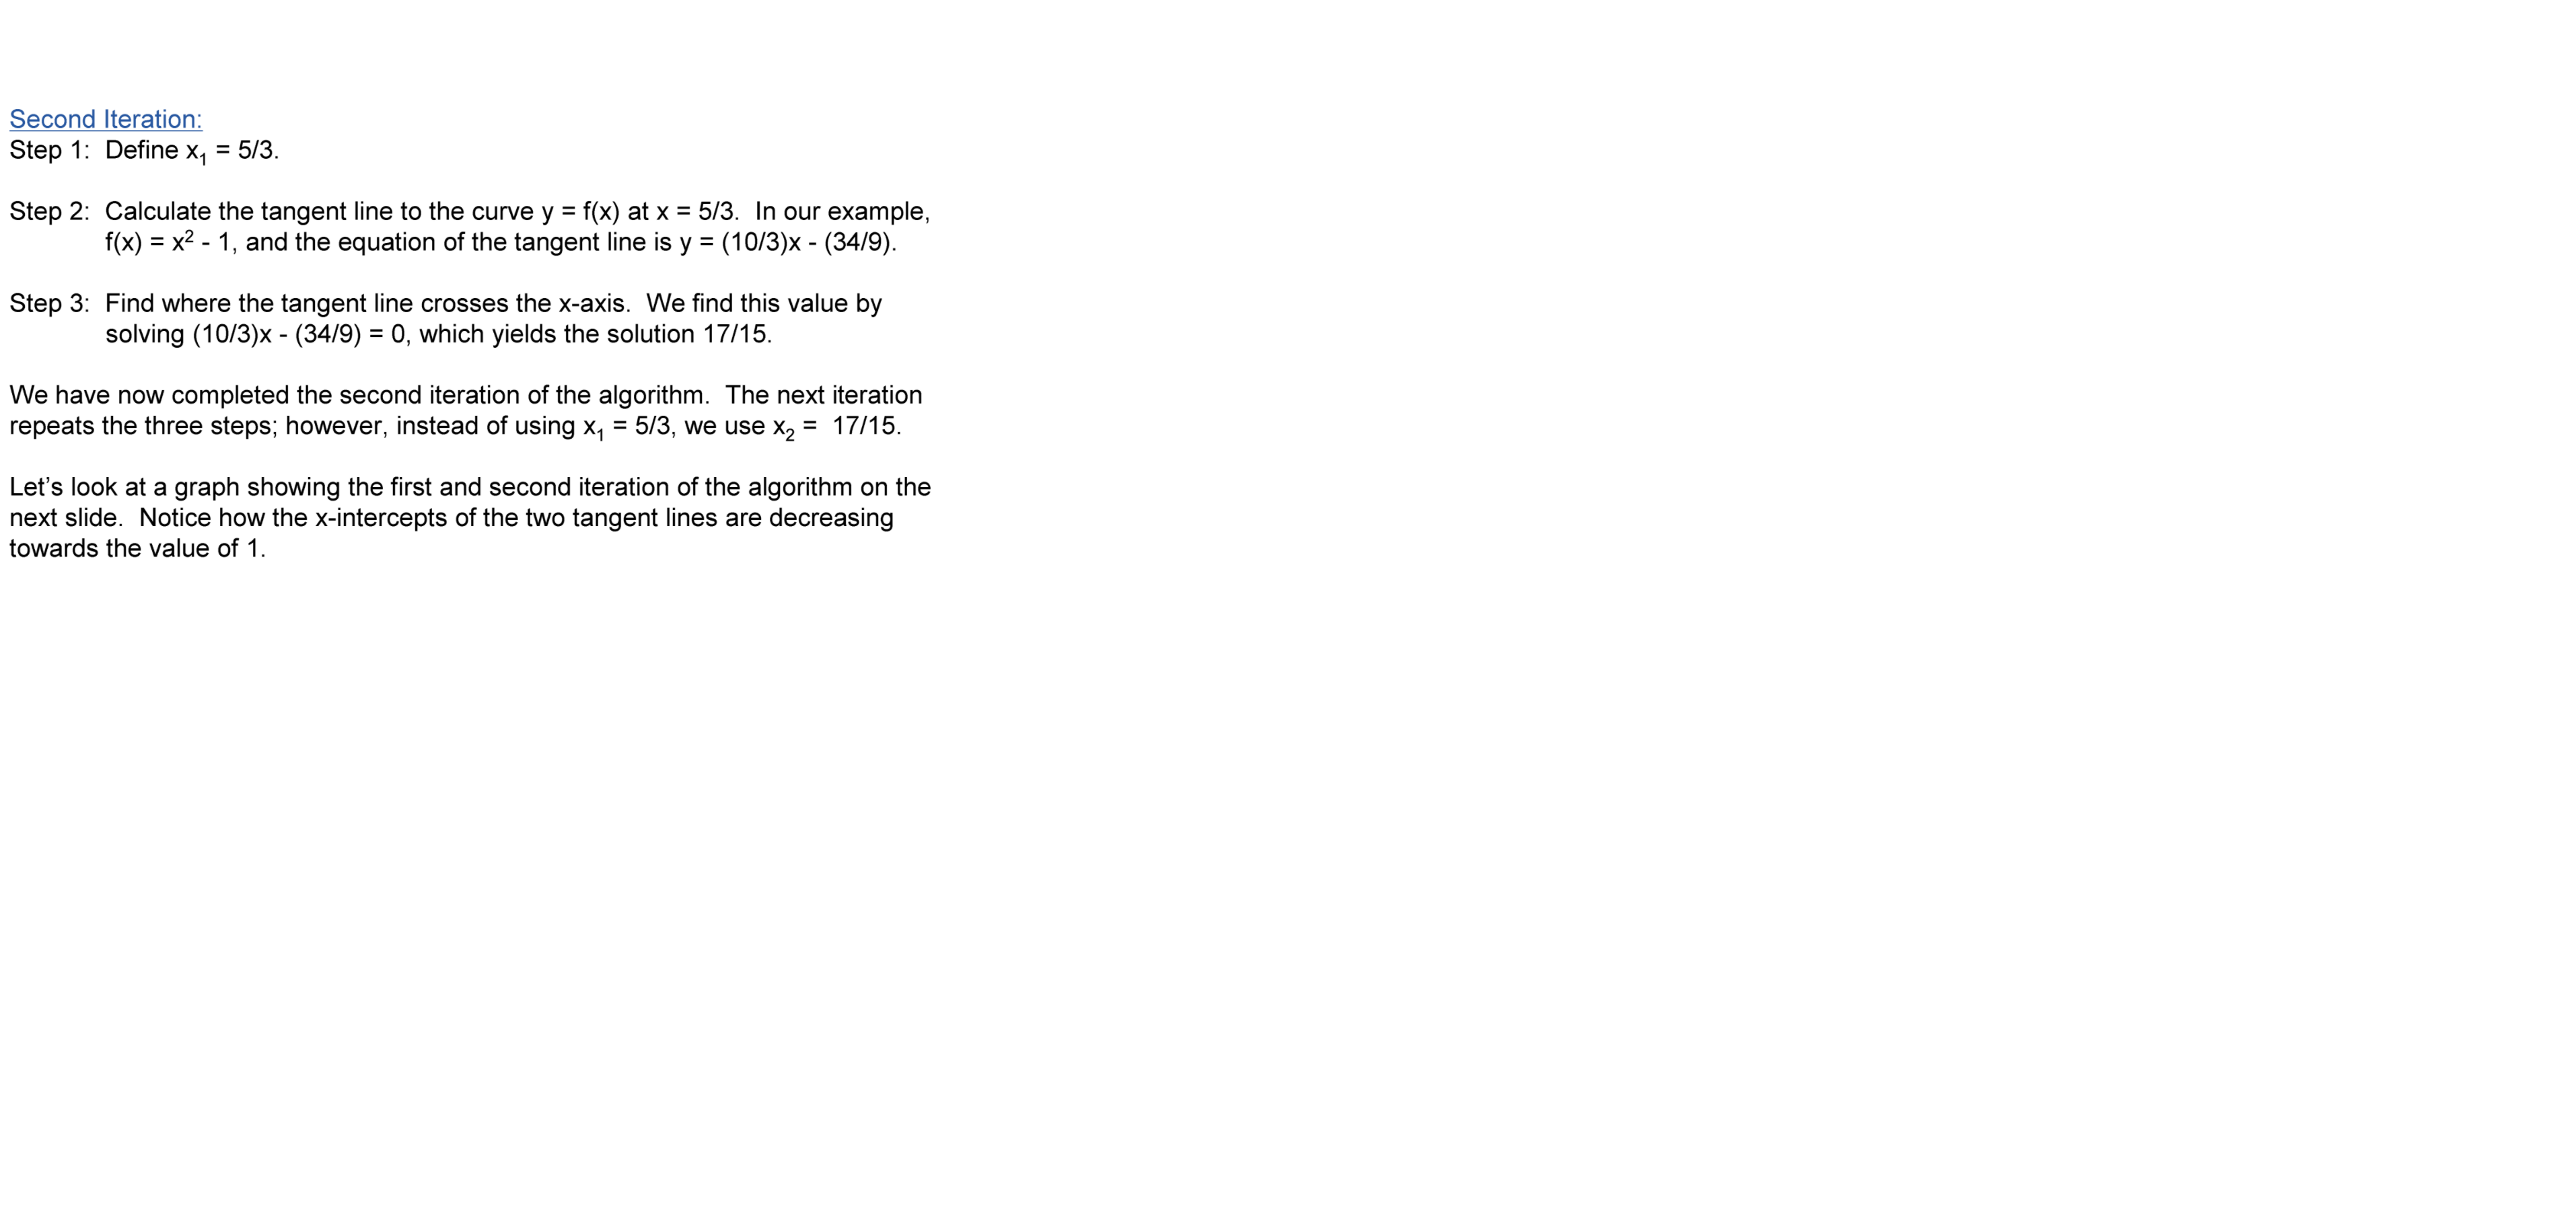 Second Iteration:
Step 1:  Define x₁ = 5/3.
Step 2:  Calculate the tangent line to the curve y = f(x) at x = 5/3.  In our example,
f(x) = x² - 1, and the equation of the tangent line is y = (10/3)x - (34/9).
Step 3:  Find where the tangent line crosses the x-axis.  We find this value by
solving (10/3)x - (34/9) = 0, which yields the solution 17/15.
We have now completed the second iteration of the algorithm.  The next iteration
repeats the three steps; however, instead of using x₁ = 5/3, we use x₂ =  17/15.
Let’s look at a graph showing the first and second iteration of the algorithm on the
next slide.  Notice how the x-intercepts of the two tangent lines are decreasing
towards the value of 1.